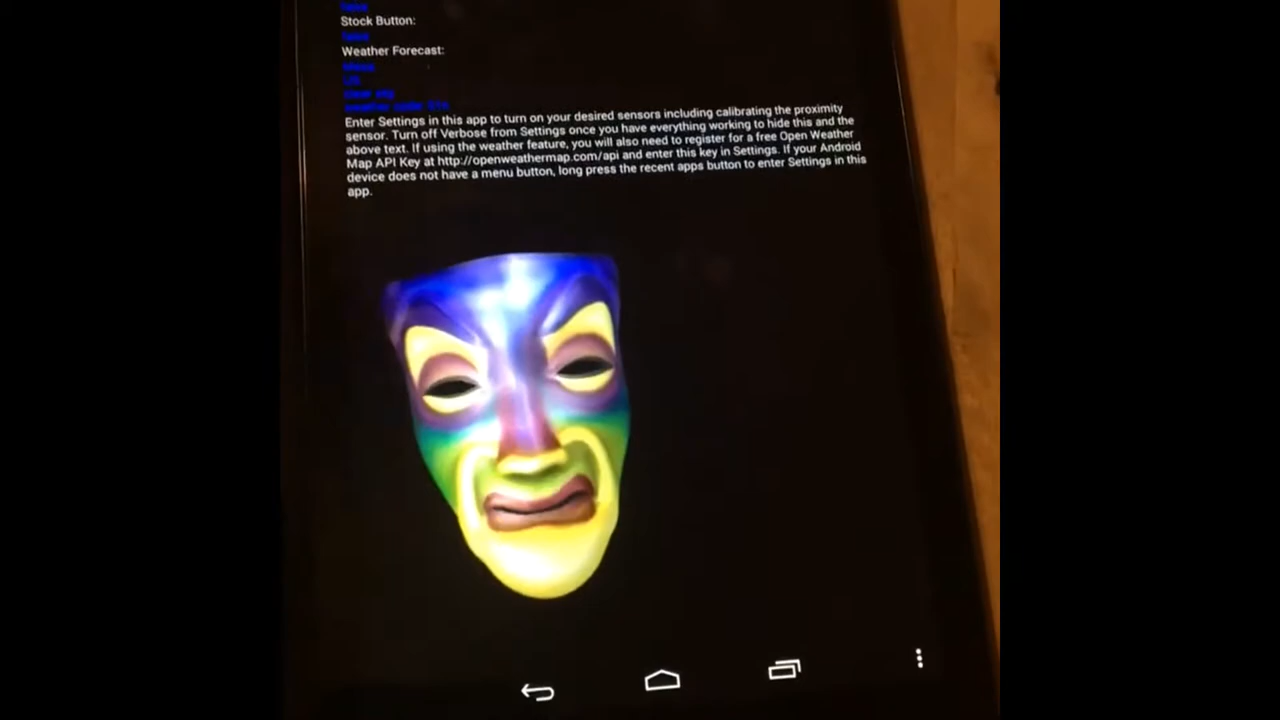 Stock Button:
Weather Forecast:
Enter Settings in this app to turn on your desired sensors including calibrating the proximity
sensor. Turn off Verbose from Settings once you have everything working to hide this and the
above text. If using the weather feature, you will also need to register for a free Open Weather
Map API Key at http://openweathermap.com/api and enter this key in Settings. If your Android
device does not have a menu button, long press the recent apps button to enter Settings in this
app.